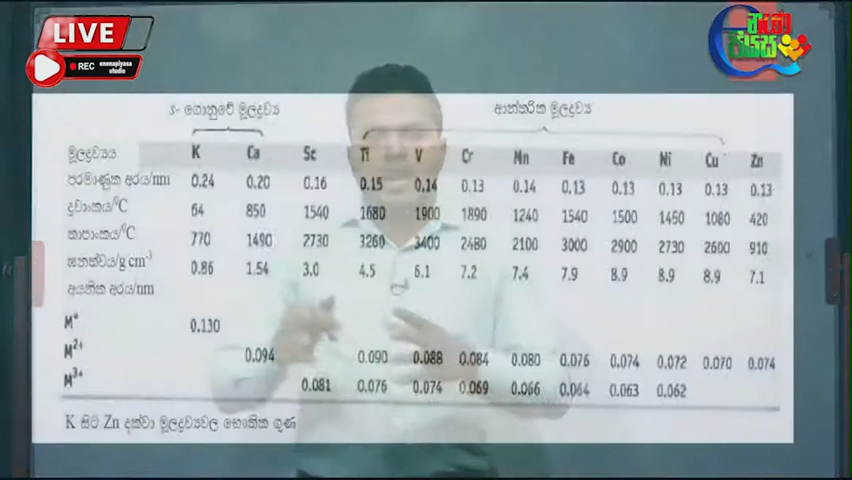 LIVE
REC enenapiyasa
studio
එනෙනා
පියස
s- ගොනුවේ මූලද්‍රව්‍ය ආන්තරික මූලද්‍රව්‍ය
මූලද්‍රව්‍යය K Ca Sc Ti V Cr Mn Fe Co Ni Cu Zn
පරමාණුක අරය/nm 0.24 0.20 0.16 0.15 0.14 0.13 0.14 0.13 0.13 0.13 0.13 0.13
ද්‍රවාංකය/⁰C 64 850 1540 1680 1900 1890 1240 1540 1500 1450 1080 420
තාපාංකය/⁰C 770 1490 2730 3260 3400 2480 2100 3000 2900 2730 2600 910
ඝනත්වය/g cm⁻³ 0.86 1.54 3.0 4.5 6.1 7.2 7.4 7.9 8.9 8.9 8.9 7.1
අයනික අරය/nm
M⁺ 0.130
M²⁺ 0.094 0.090 0.088 0.084 0.080 0.076 0.074 0.072 0.070 0.074
M³⁺ 0.081 0.076 0.074 0.069 0.066 0.064 0.063 0.062
K සිට Zn දක්වා මූලද්‍රව්‍යවල භෞතික ගුණ